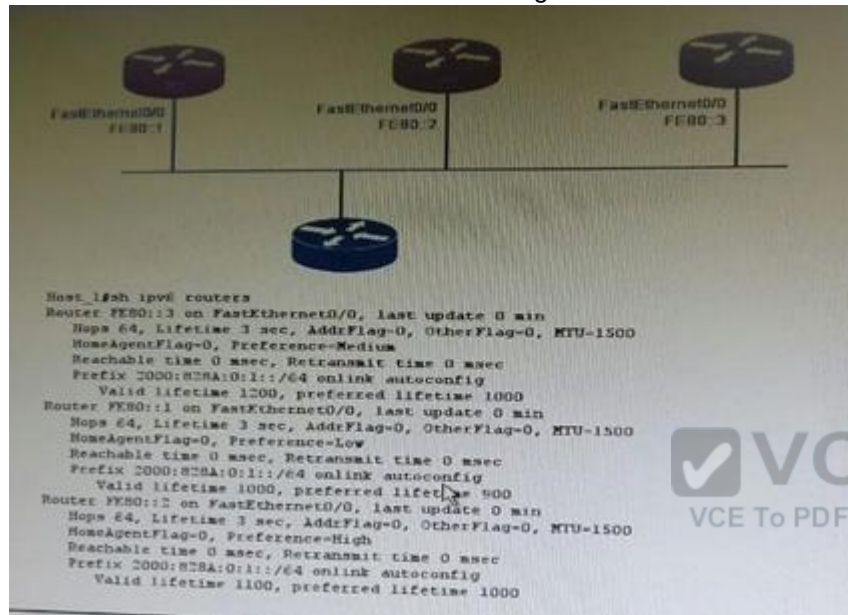 FastEthernet0/0
FE80::1
FastEthernet0/0
FE80::2
FastEthernet0/0
FE80::3
Host_1#sh ipv6 routers
Router FE80::3 on FastEthernet0/0, last update 0 min
Hops 64, Lifetime 3 sec, AddrFlag=0, OtherFlag=0, MTU=1500
HomeAgentFlag=0, Preference=Medium
Reachable time 0 msec, Retransmit time 0 msec
Prefix 2000:828A:0:1::/64 onlink autoconfig
Valid lifetime 1200, preferred lifetime 1000
Router FE80::1 on FastEthernet0/0, last update 0 min
Hops 64, Lifetime 3 sec, AddrFlag=0, OtherFlag=0, MTU=1500
HomeAgentFlag=0, Preference=Low
Reachable time 0 msec, Retransmit time 0 msec
Prefix 2000:828A:0:1::/64 onlink autoconfig
Valid lifetime 1000, preferred lifetime 900
Router FE80::2 on FastEthernet0/0, last update 0 min
Hops 64, Lifetime 3 sec, AddrFlag=0, OtherFlag=0, MTU=1500
HomeAgentFlag=0, Preference=High
Reachable time 0 msec, Retransmit time 0 msec
Prefix 2000:828A:0:1::/64 onlink autoconfig
Valid lifetime 1100, preferred lifetime 1000
VC
VCE To PDF